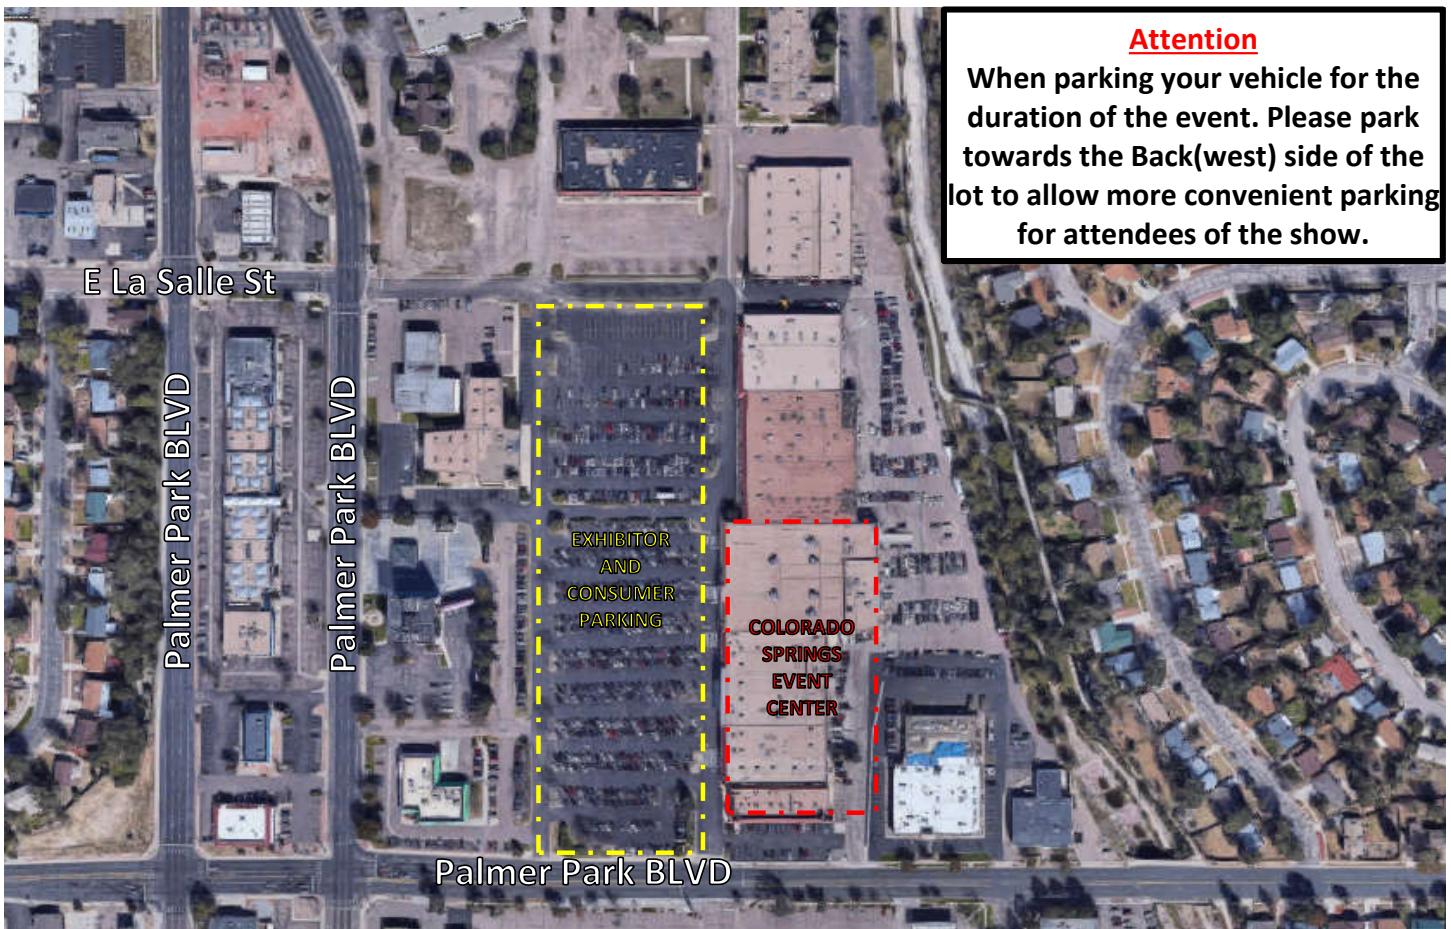 Attention
When parking your vehicle for the
duration of the event. Please park
towards the Back(west) side of the
lot to allow more convenient parking
for attendees of the show.
E La Salle St
Palmer Park BLVD
Palmer Park BLVD
EXHIBITOR
AND
CONSUMER
PARKING
COLORADO
SPRINGS
EVENT
CENTER
Palmer Park BLVD